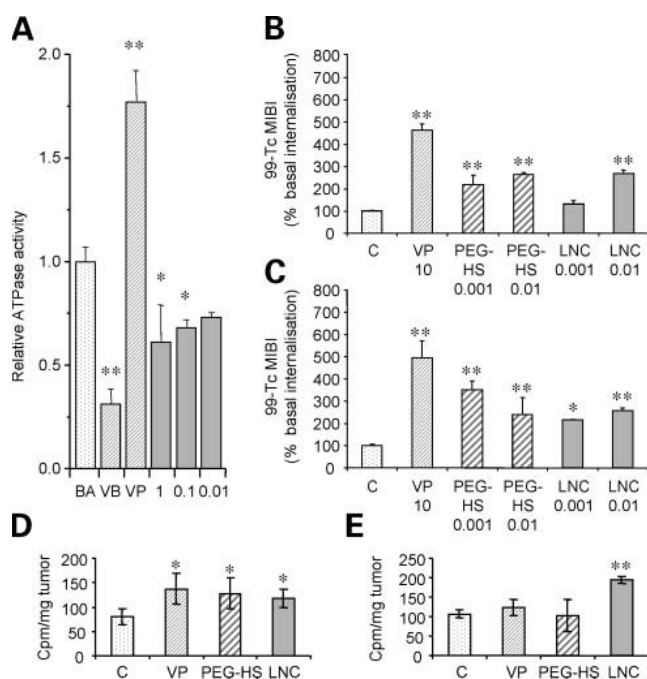 A
Relative ATPase activity
2.0
1.5
1.0
0.5
0.0
**
**
*
*
BA VB VP 1 0.1 0.01
B
99-Tc MIBI
(% basal internalisation)
800
700
600
500
400
300
200
100
0
**
**
**
**
C VP PEG- PEG- LNC LNC
10 HS HS 0.001 0.01
0.001 0.01
C
99-Tc MIBI
(% basal internalisation)
800
700
600
500
400
300
200
100
0
**
**
**
*
**
C VP PEG- PEG- LNC LNC
10 HS HS 0.001 0.01
0.001 0.01
D
Cpm/mg tumor
200
150
100
50
0
*
*
*
C VP PEG-HS LNC
E
Cpm/mg tumor
250
200
150
100
50
0
**
C VP PEG-HS LNC